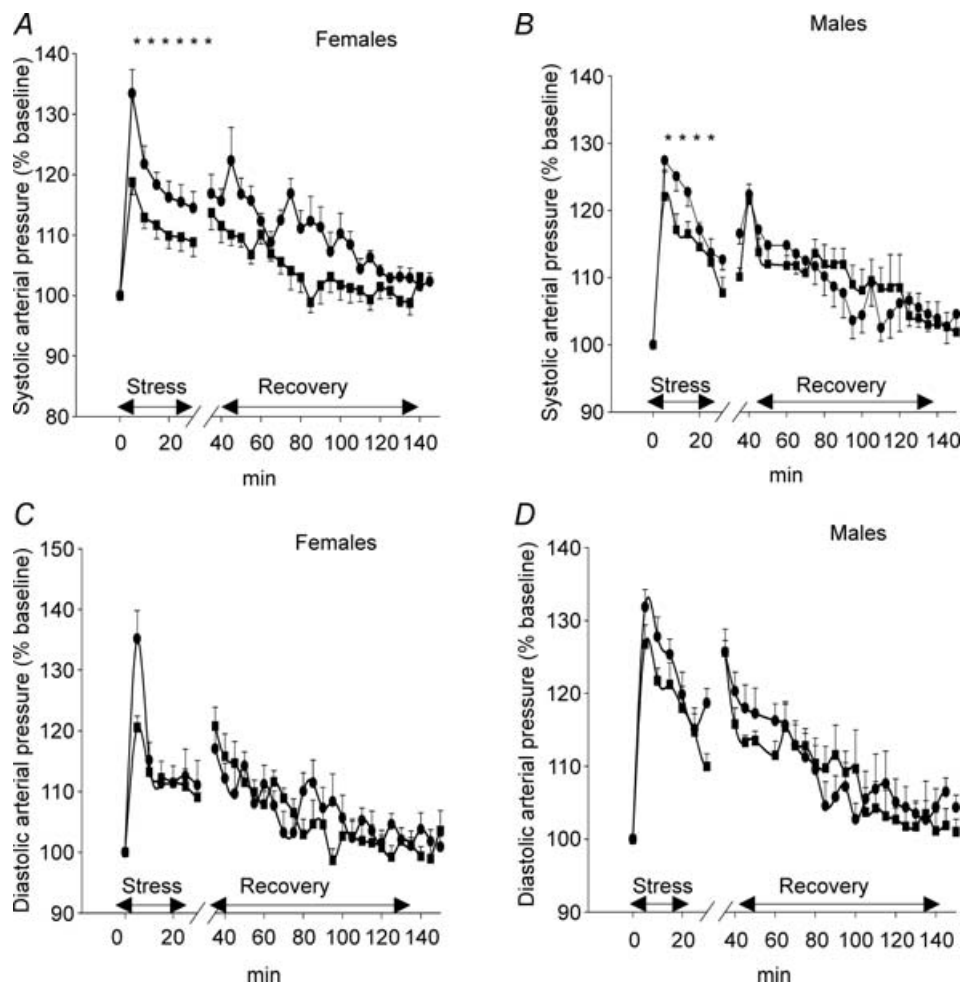 A
* * * * * *
Females
Systolic arterial pressure (% baseline)
140
130
120
110
100
90
80
Stress
Recovery
0 20 40 60 80 100 120 140
min
B
Males
* * * *
Systolic arterial pressure (% baseline)
140
130
120
110
100
90
Stress
Recovery
0 20 40 60 80 100 120 140
min
C
Females
Diastolic arterial pressure (% baseline)
150
140
130
120
110
100
90
Stress
Recovery
0 20 40 60 80 100 120 140
min
D
Males
Diastolic arterial pressure (% baseline)
140
130
120
110
100
90
Stress
Recovery
0 20 40 60 80 100 120 140
min